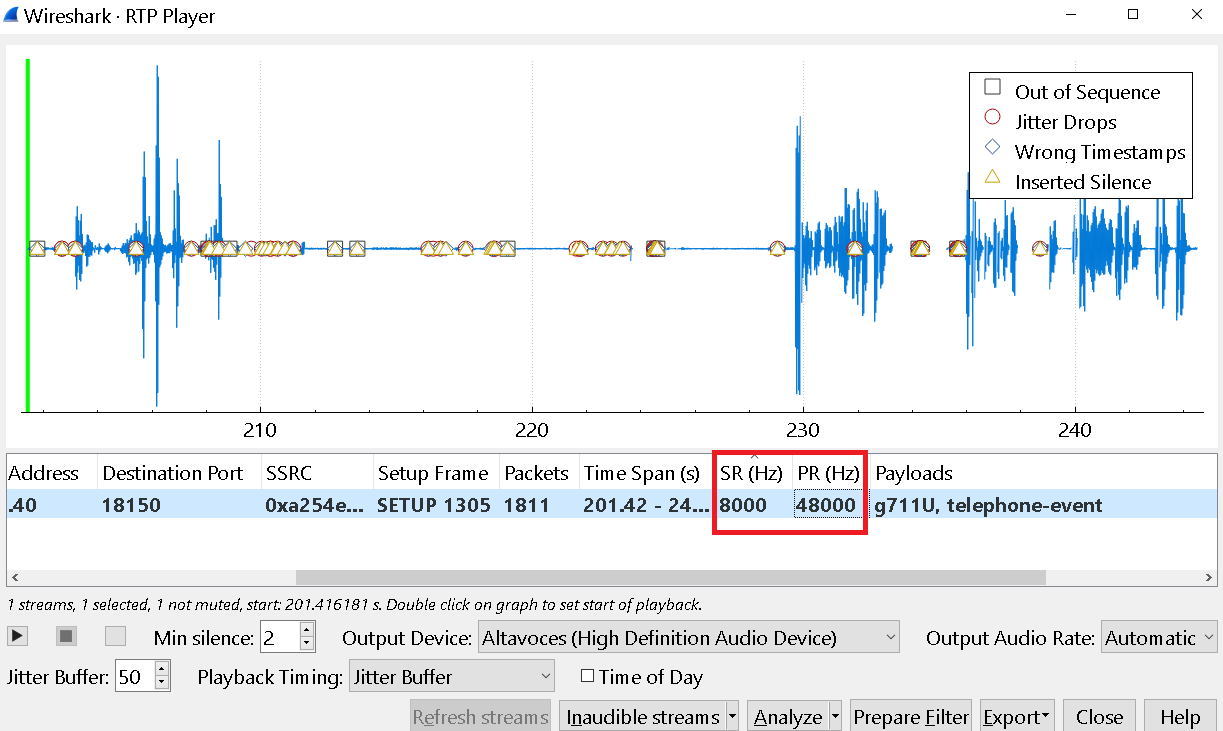 Wireshark · RTP Player
Out of Sequence
Jitter Drops
Wrong Timestamps
Inserted Silence
210 220 230 240
Address Destination Port SSRC Setup Frame Packets Time Span (s) SR (Hz) PR (Hz) Payloads
.40 18150 0xa254e... SETUP 1305 1811 201.42 - 24... 8000 48000 g711U, telephone-event
1 streams, 1 selected, 1 not muted, start: 201.416181 s. Double click on graph to set start of playback.
Min silence: 2 Output Device: Altavoces (High Definition Audio Device) Output Audio Rate: Automatic
Jitter Buffer: 50 Playback Timing: Jitter Buffer Time of Day
Refresh streams Inaudible streams Analyze Prepare Filter Export Close Help